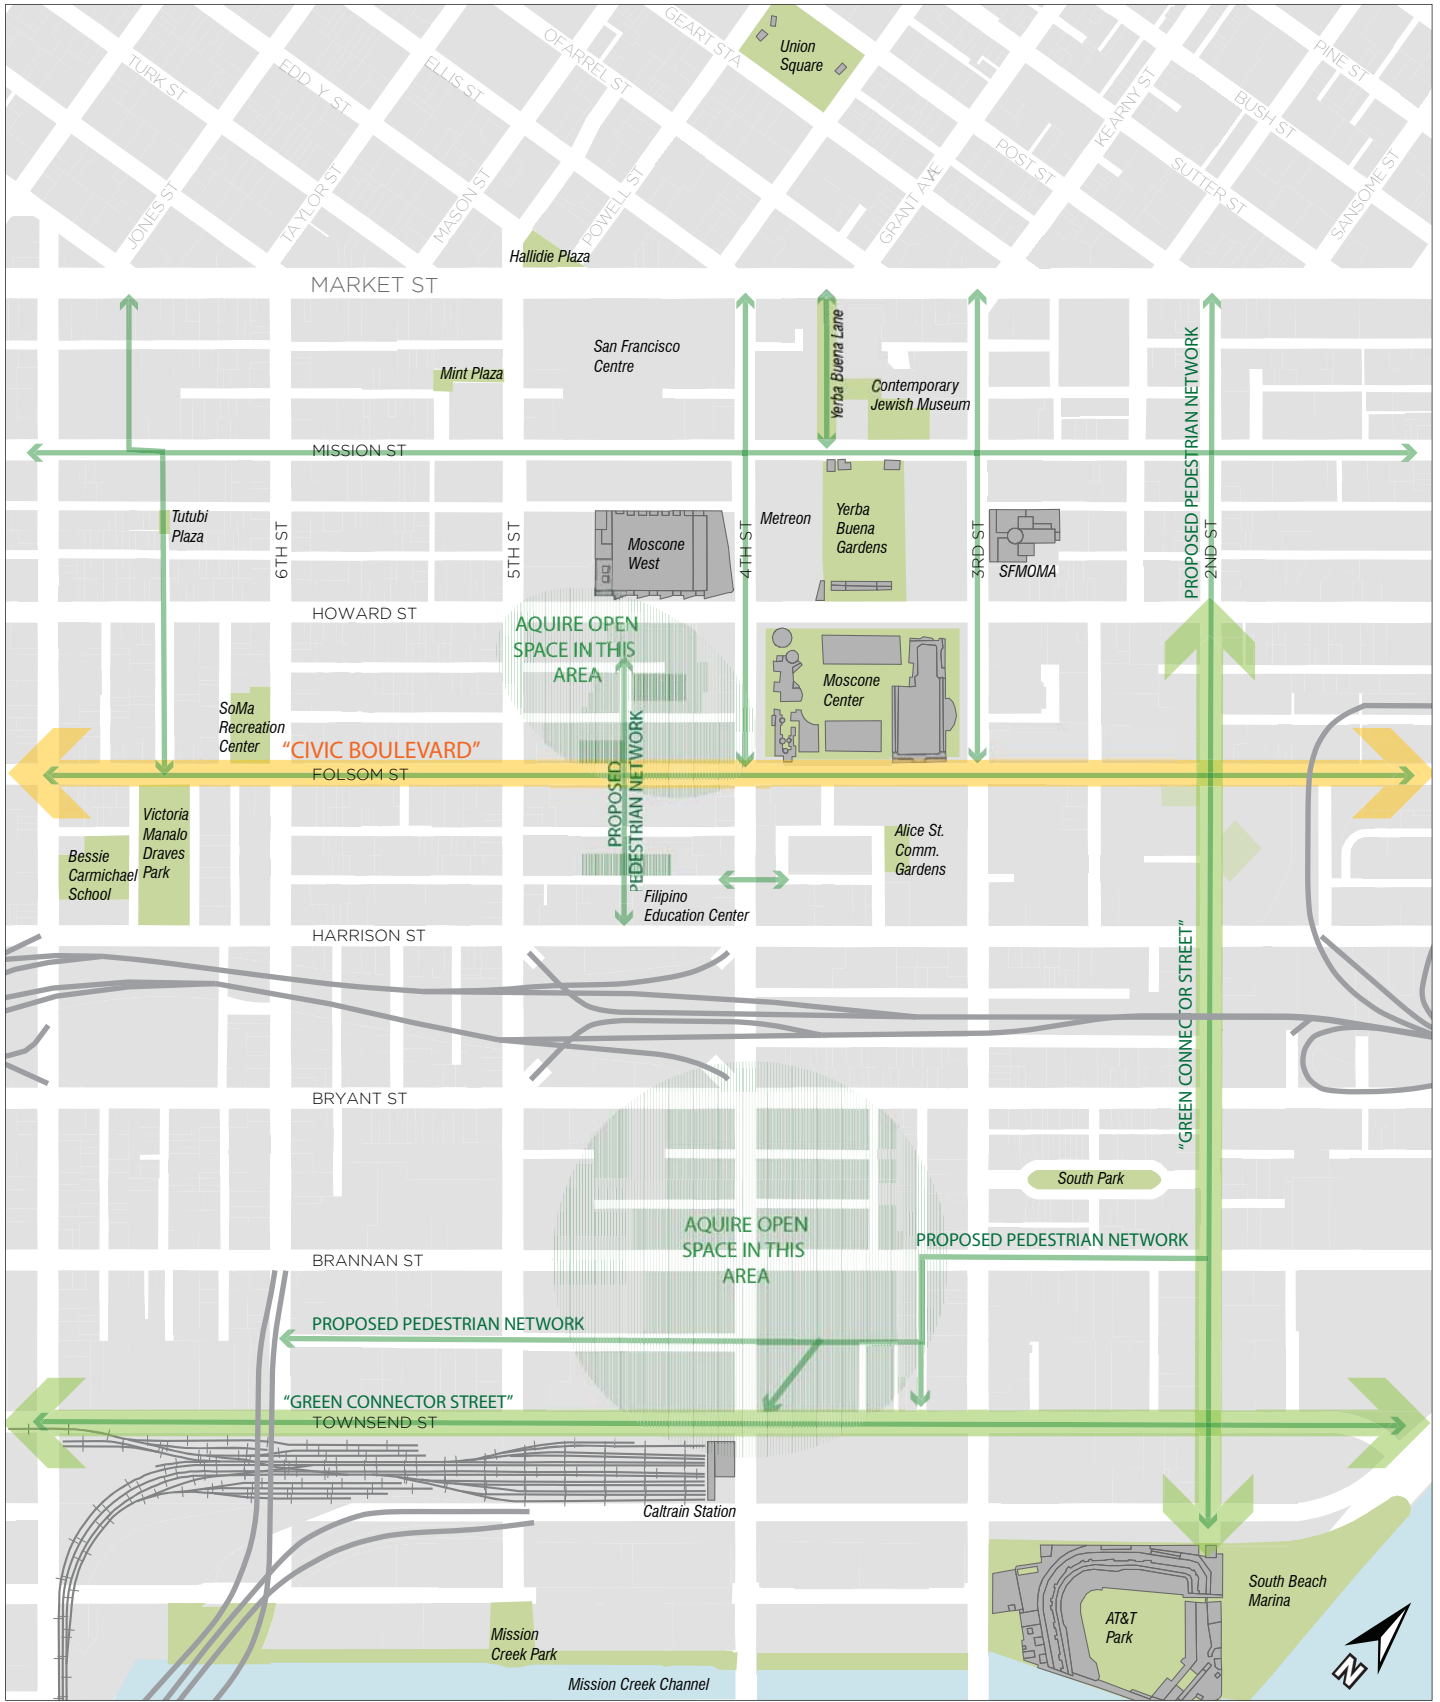 Union
Square
GEART STA
OFARREL ST
ELLIS ST
EDD_Y ST
TURK ST
PINE ST
BUSH ST
KEARNY ST
POST ST
SUTTER ST
SANSOME ST
GRANT AVE
POWELL ST
MASON ST
TAYLOR ST
JONES ST
Hallidie Plaza
MARKET ST
San Francisco
Centre
Mint Plaza
Yerba Buena Lane
Contemporary
Jewish Museum
PROPOSED PEDESTRIAN NETWORK
MISSION ST
Tutubi
Plaza
6TH ST
5TH ST
Moscone
West
4TH ST
Metreon
Yerba
Buena
Gardens
3RD ST
SFMOMA
2ND ST
HOWARD ST
AQUIRE OPEN
SPACE IN THIS
AREA
Moscone
Center
SoMa
Recreation
Center
"CIVIC BOULEVARD"
FOLSOM ST
PROPOSED
PEDESTRIAN NETWORK
Victoria
Manalo
Draves
Park
Bessie
Carmichael
School
Alice St.
Comm.
Gardens
Filipino
Education Center
HARRISON ST
"GREEN CONNECTOR STREET"
BRYANT ST
South Park
AQUIRE OPEN
SPACE IN THIS
AREA
PROPOSED PEDESTRIAN NETWORK
BRANNAN ST
PROPOSED PEDESTRIAN NETWORK
"GREEN CONNECTOR STREET"
TOWNSEND ST
Caltrain Station
South Beach
Marina
AT&T
Park
Mission
Creek Park
Mission Creek Channel
N